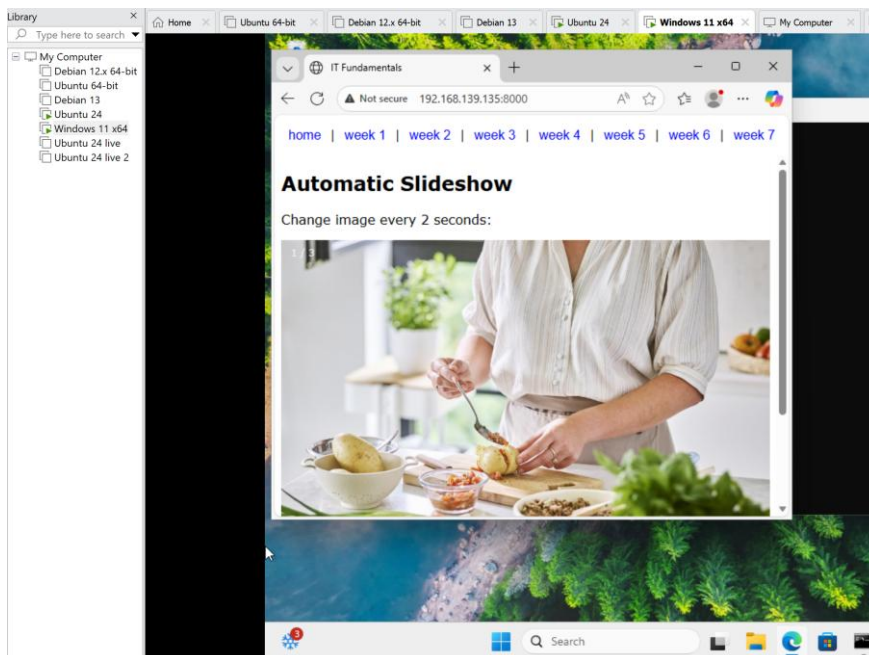 Library
Type here to search
My Computer
Debian 12.x 64-bit
Ubuntu 64-bit
Debian 13
Ubuntu 24
Windows 11 x64
Ubuntu 24 live
Ubuntu 24 live 2
Home
Ubuntu 64-bit
Debian 12.x 64-bit
Debian 13
Ubuntu 24
Windows 11 x64
My Computer
IT Fundamentals
Not secure 192.168.139.135:8000
home | week 1 | week 2 | week 3 | week 4 | week 5 | week 6 | week 7
Automatic Slideshow
Change image every 2 seconds:
1 / 3
3
Search